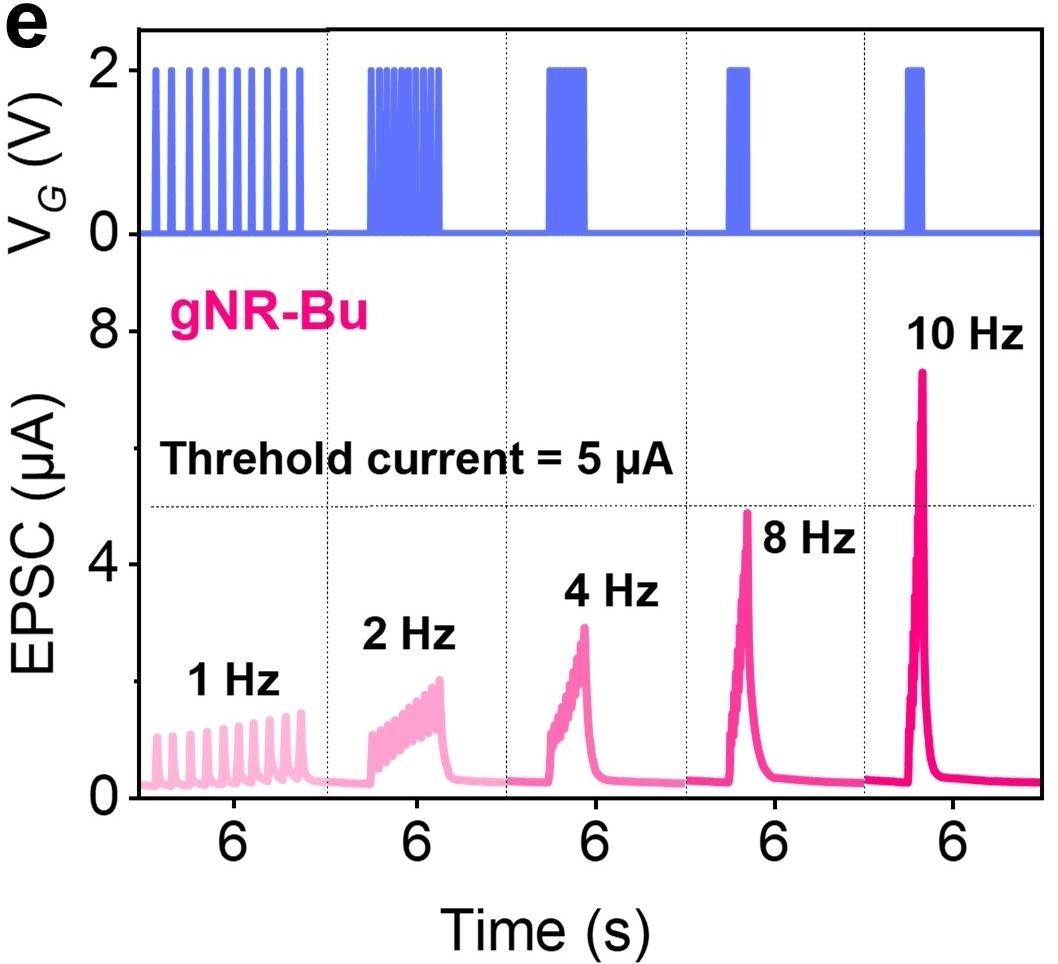 e
V_G (V)
2
0
gNR-Bu
EPSC (μA)
8
4
0
10 Hz
Threhold current = 5 μA
8 Hz
4 Hz
2 Hz
1 Hz
6 6 6 6 6
Time (s)